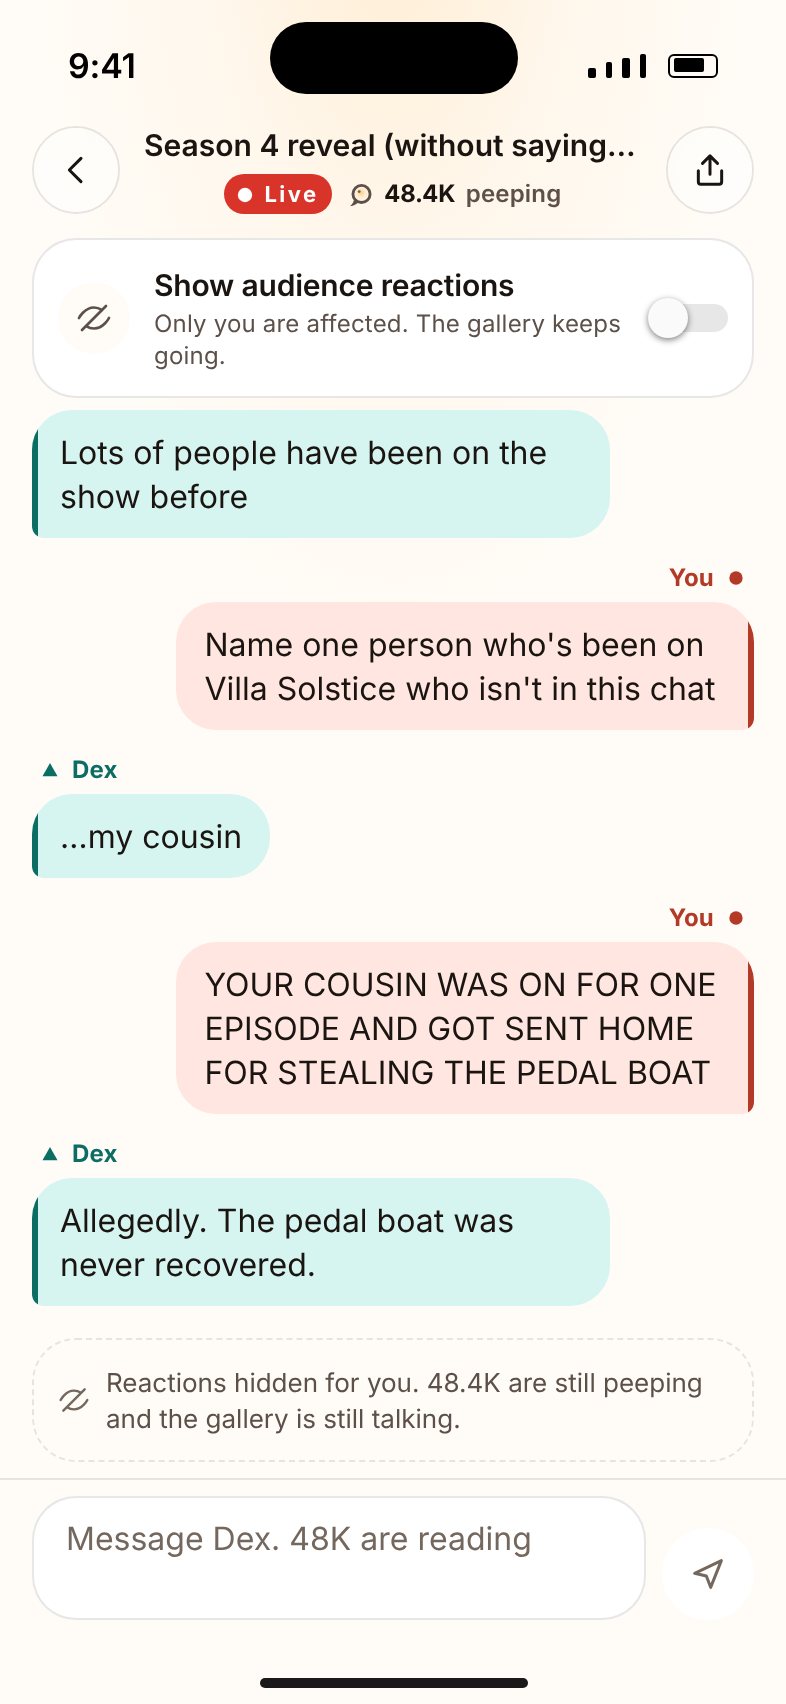 9:41
Season 4 reveal (without saying...
Live 48.4K peeping
Show audience reactions
Only you are affected. The gallery keeps
going.
Lots of people have been on the
show before
You
Name one person who's been on
Villa Solstice who isn't in this chat
Dex
...my cousin
You
YOUR COUSIN WAS ON FOR ONE
EPISODE AND GOT SENT HOME
FOR STEALING THE PEDAL BOAT
Dex
Allegedly. The pedal boat was
never recovered.
Reactions hidden for you. 48.4K are still peeping
and the gallery is still talking.
Message Dex. 48K are reading